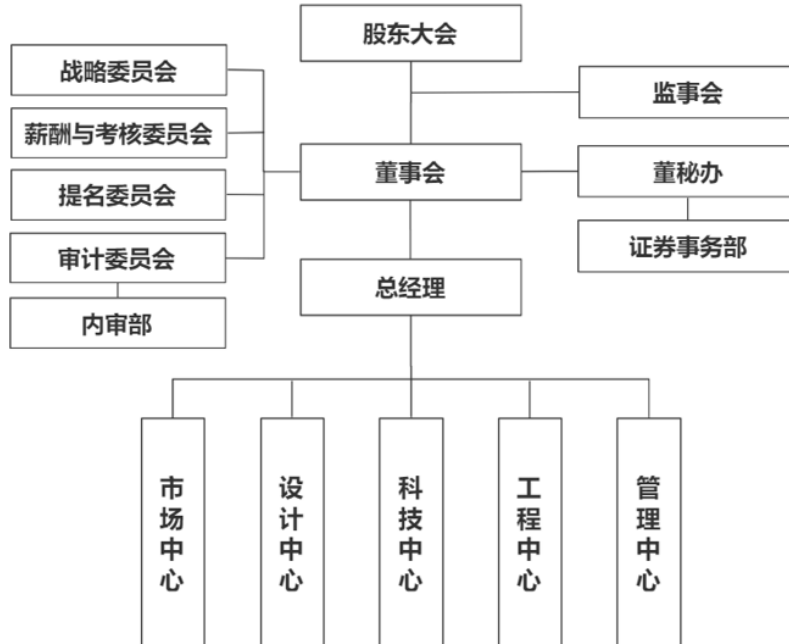 股东大会
战略委员会
监事会
薪酬与考核委员会
董事会
董秘办
提名委员会
审计委员会
证券事务部
总经理
内审部
市场中心
设计中心
科技中心
工程中心
管理中心